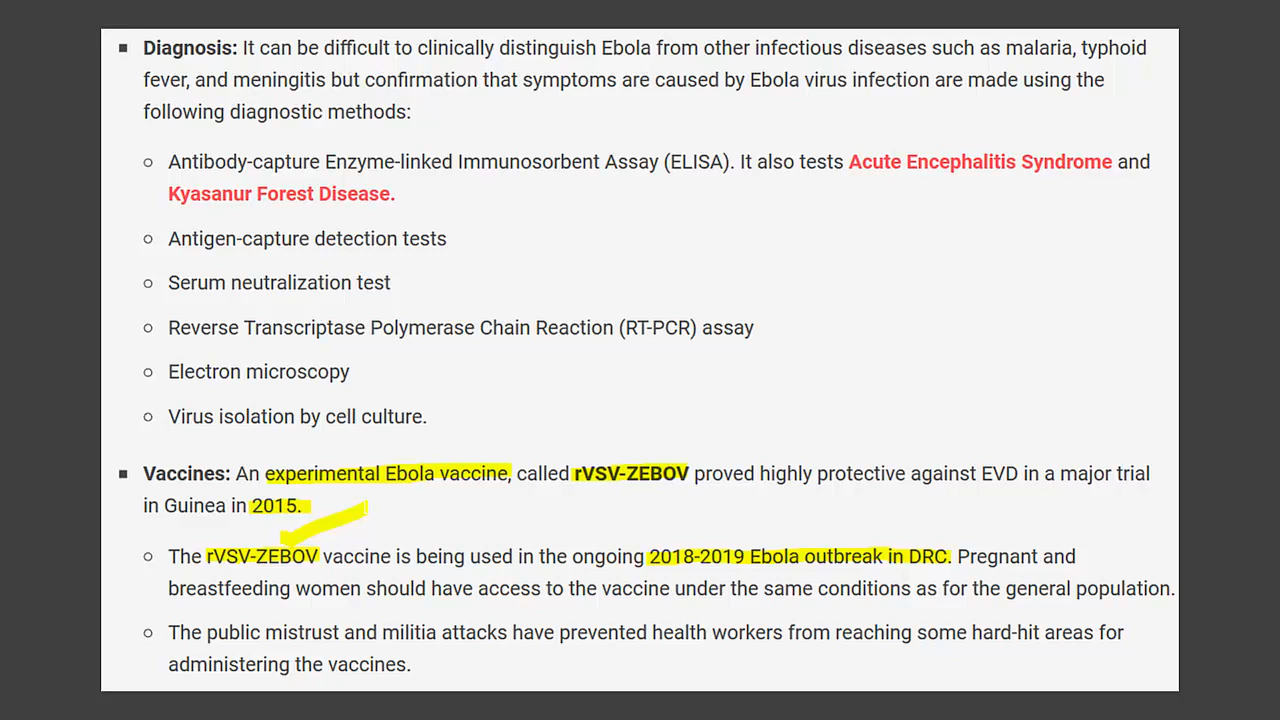 Diagnosis: It can be difficult to clinically distinguish Ebola from other infectious diseases such as malaria, typhoid
fever, and meningitis but confirmation that symptoms are caused by Ebola virus infection are made using the
following diagnostic methods:
Antibody-capture Enzyme-linked Immunosorbent Assay (ELISA). It also tests Acute Encephalitis Syndrome and
Kyasanur Forest Disease.
Antigen-capture detection tests
Serum neutralization test
Reverse Transcriptase Polymerase Chain Reaction (RT-PCR) assay
Electron microscopy
Virus isolation by cell culture.
Vaccines: An experimental Ebola vaccine, called rVSV-ZEBOV proved highly protective against EVD in a major trial
in Guinea in 2015.
The rVSV-ZEBOV vaccine is being used in the ongoing 2018-2019 Ebola outbreak in DRC. Pregnant and
breastfeeding women should have access to the vaccine under the same conditions as for the general population.
The public mistrust and militia attacks have prevented health workers from reaching some hard-hit areas for
administering the vaccines.